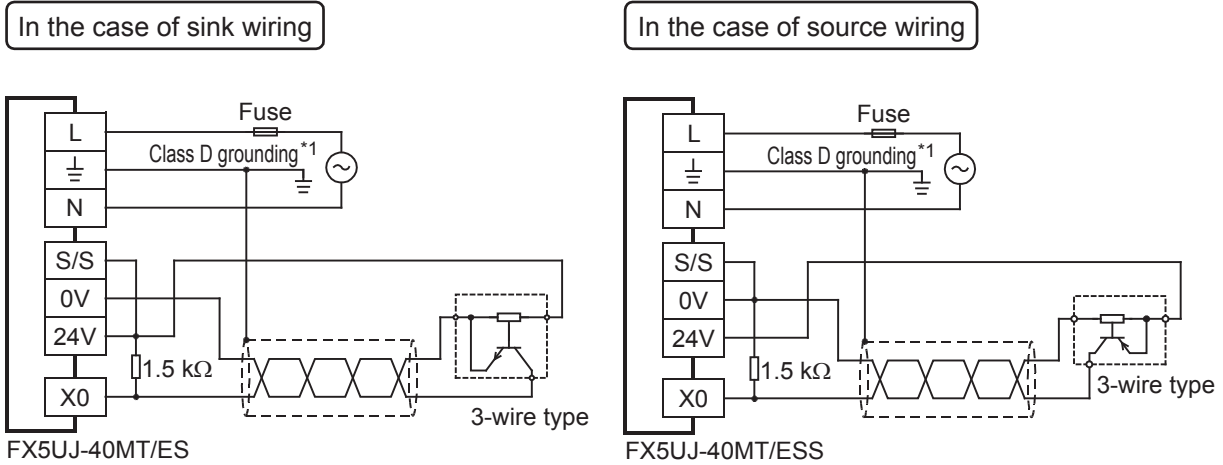 In the case of sink wiring
L
Fuse
Class D grounding*1
N
S/S
0V
24V
1.5 kΩ
X0
3-wire type
FX5UJ-40MT/ES
In the case of source wiring
L
Fuse
Class D grounding*1
N
S/S
0V
24V
1.5 kΩ
X0
3-wire type
FX5UJ-40MT/ESS